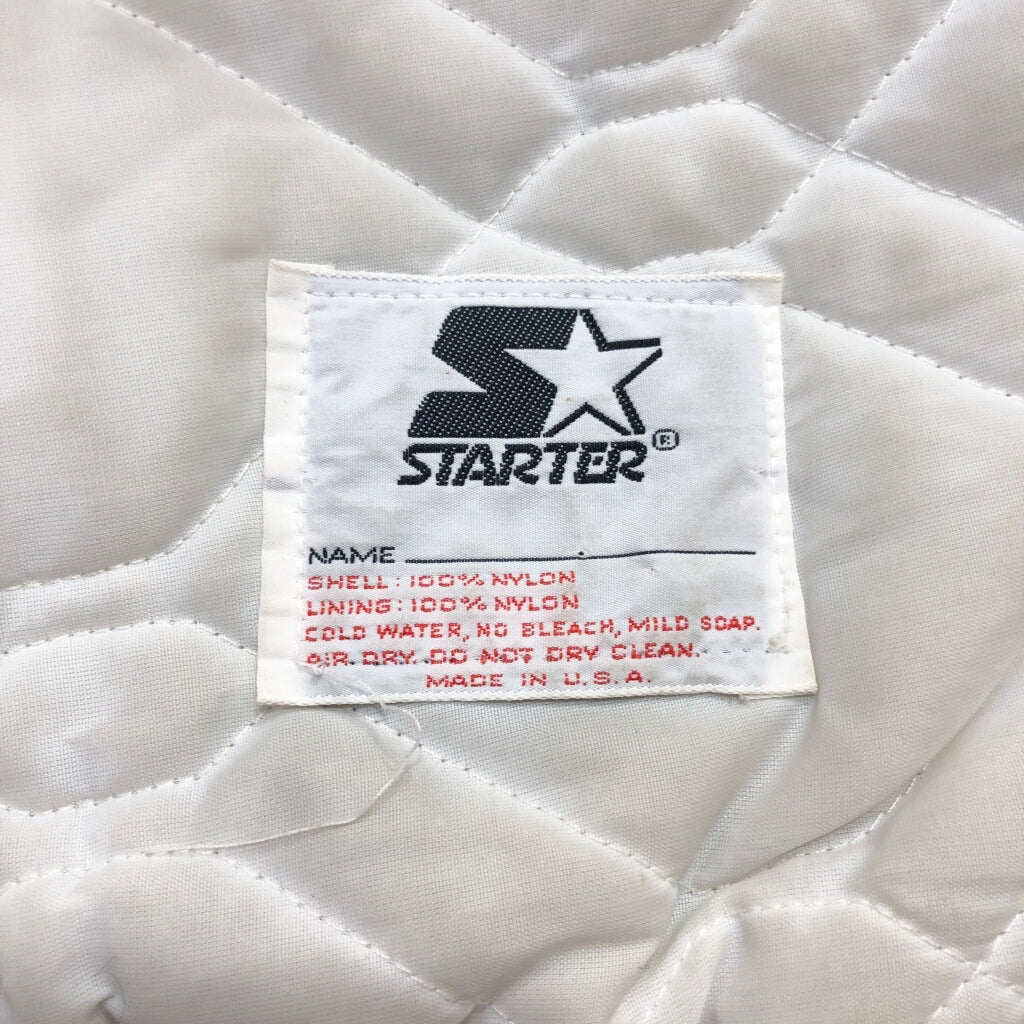 STARTER®
NAME
SHELL: 100% NYLON
LINING: 100% NYLON
COLD WATER, NO BLEACH, MILD SOAP.
AIR DRY. DO NOT DRY CLEAN.
MADE IN U.S.A.